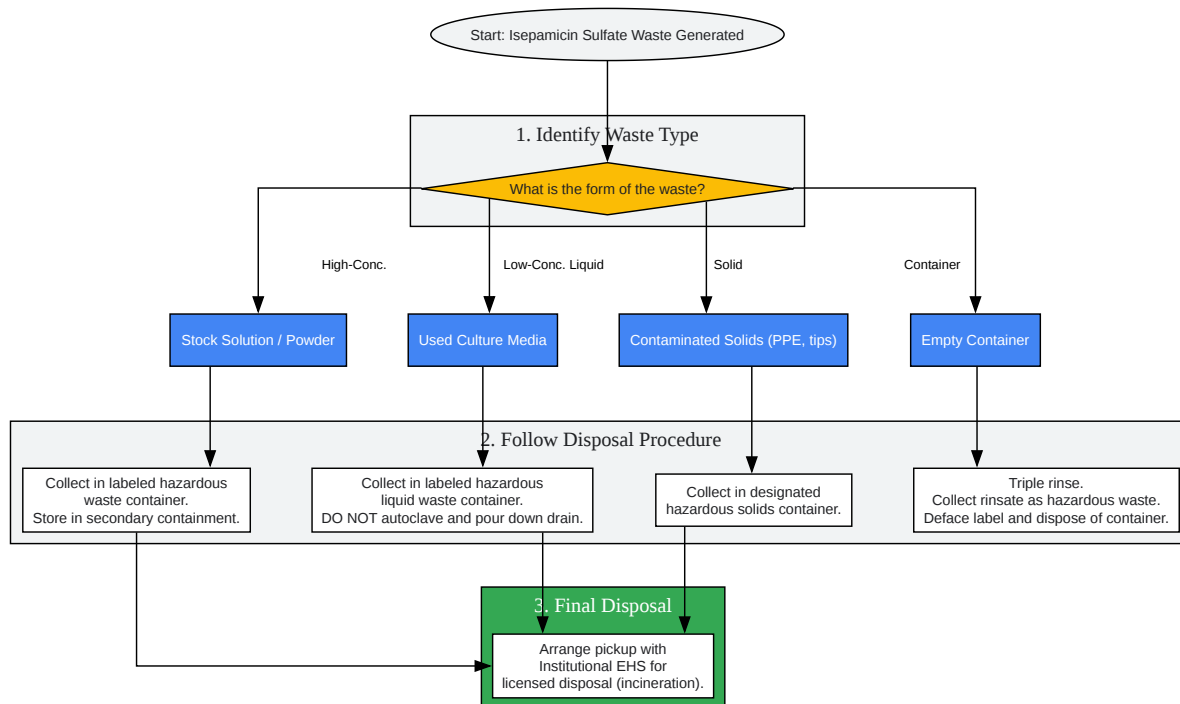 Start: Isepamicin Sulfate Waste Generated
1. Identify Waste Type
What is the form of the waste?
High-Conc.
Low-Conc. Liquid
Solid
Container
Stock Solution / Powder
Used Culture Media
Contaminated Solids (PPE, tips)
Empty Container
2. Follow Disposal Procedure
Collect in labeled hazardous
waste container.
Store in secondary containment.
Collect in labeled hazardous
liquid waste container.
DO NOT autoclave and pour down drain.
Collect in designated
hazardous solids container.
Triple rinse.
Collect rinsate as hazardous waste.
Deface label and dispose of container.
3. Final Disposal
Arrange pickup with
Institutional EHS for
licensed disposal (incineration).